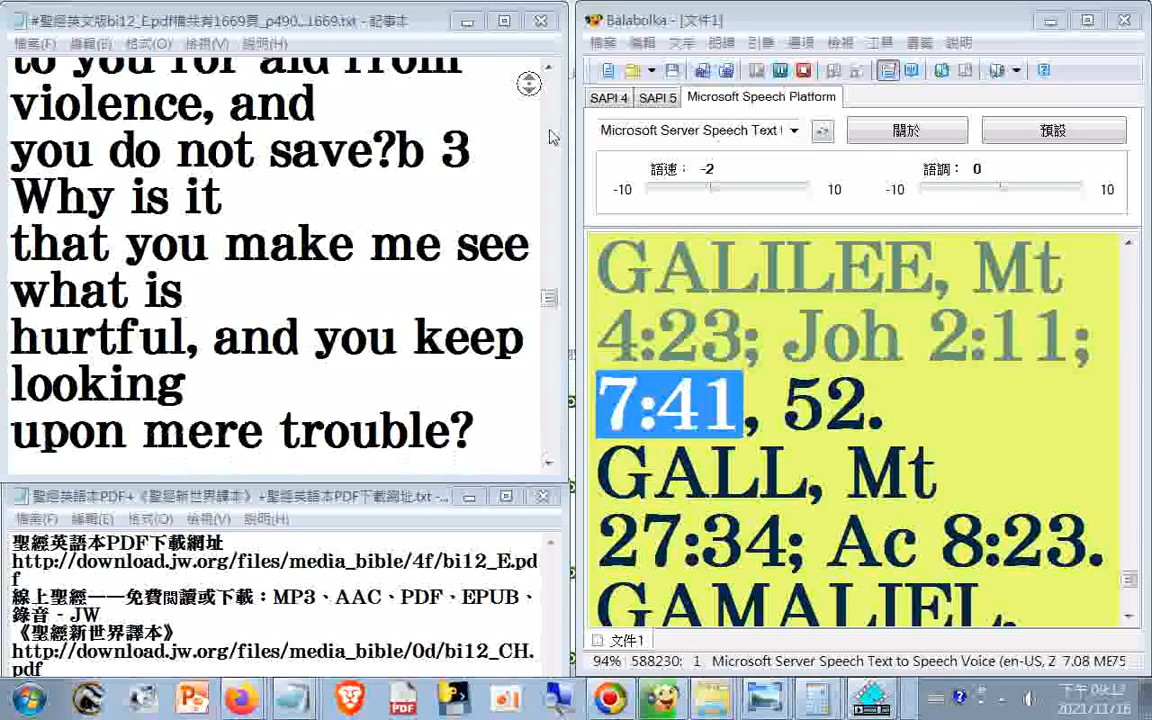 #聖經英文版bi12_E.pdf檔共有1669頁_p490...1669.txt - 記事本
檔案(F) 編輯(E) 格式(O) 檢視(V) 說明(H)
to you for aid from
violence, and
you do not save?b 3
Why is it
that you make me see
what is
hurtful, and you keep
looking
upon mere trouble?
聖經英語本PDF+《聖經新世界譯本》+聖經英語本PDF下載網址.txt - ...
檔案(F) 編輯(E) 格式(O) 檢視(V) 說明(H)
聖經英語本PDF下載網址
http://download.jw.org/files/media_bible/4f/bi12_E.pd
f
線上聖經——免費閱讀或下載：MP3、AAC、PDF、EPUB、
錄音 - JW
《聖經新世界譯本》
http://download.jw.org/files/media_bible/0d/bi12_CH.
pdf
Balabolka - [文件1]
檔案 編輯 文字 朗讀 引擎 選項 檢視 工具 書籤 說明
SAPI 4 SAPI 5 Microsoft Speech Platform
Microsoft Server Speech Text 關於 預設
語速： -2 語調： 0
-10 10 -10 10
GALILEE, Mt
4:23; Joh 2:11;
7:41, 52.
GALL, Mt
27:34; Ac 8:23.
GAMALIEL,
文件1
94% 588230: 1 Microsoft Server Speech Text to Speech Voice (en-US, Z 7.08 ME75
下午 09:13
2021/11/16